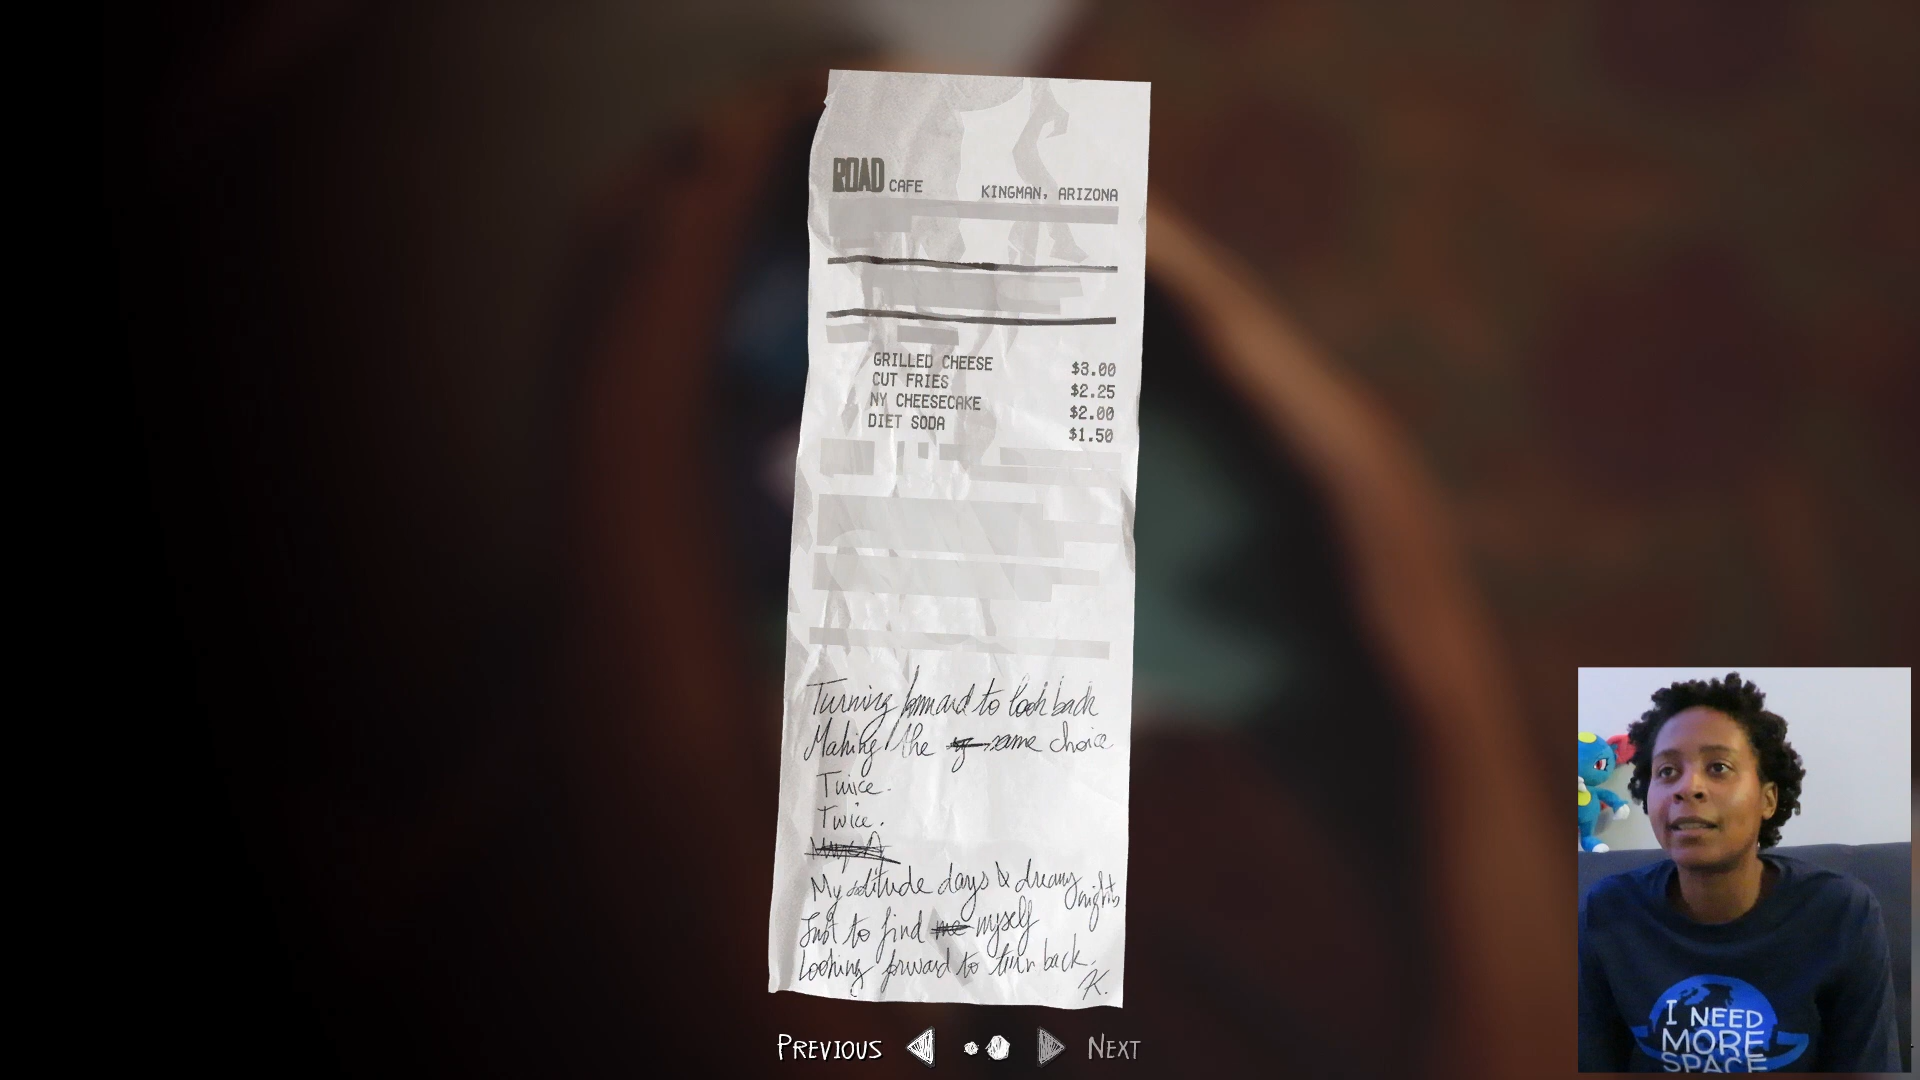 ROAD CAFE KINGMAN, ARIZONA
GRILLED CHEESE $3.00
CUT FRIES $2.25
NY CHEESECAKE $2.00
DIET SODA $1.50
Turning forward to look back
Making the same choice
Twice.
Twice.
My solitude days & dreamy nights
Just to find me myself
Looking forward to turn back.
K.
PREVIOUS NEXT
I NEED
MORE
SPACE